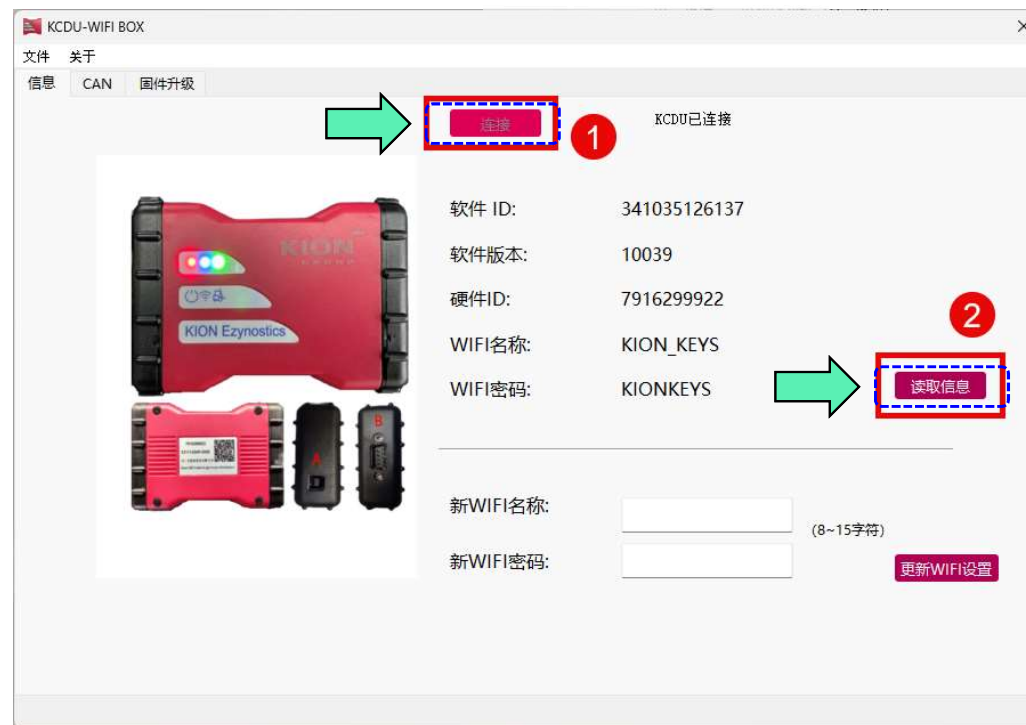 KCDU-WIFI BOX
文件 关于
信息 CAN 固件升级
连接 1 KCDU已连接
软件 ID: 341035126137
软件版本: 10039
硬件ID: 7916299922
2
WIFI名称: KION_KEYS
WIFI密码: KIONKEYS 读取信息
KION
GROUP
KION Ezynostics
A
B
新WIFI名称: (8~15字符)
新WIFI密码: 更新WIFI设置